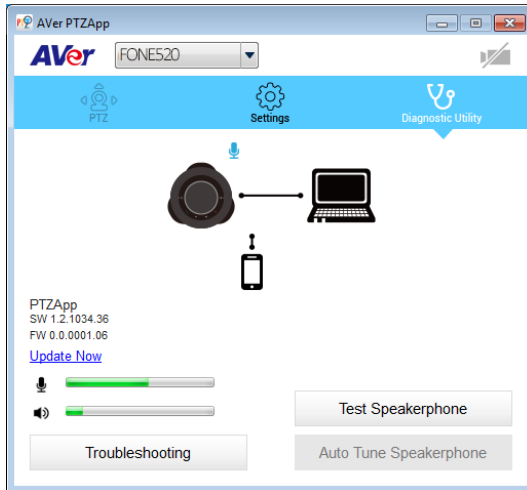 AVer PTZApp
AVer
FONE520
PTZ
Settings
Diagnostic Utility
PTZApp
SW 1.2.1034.36
FW 0.0.0001.06
Update Now
Test Speakerphone
Troubleshooting
Auto Tune Speakerphone